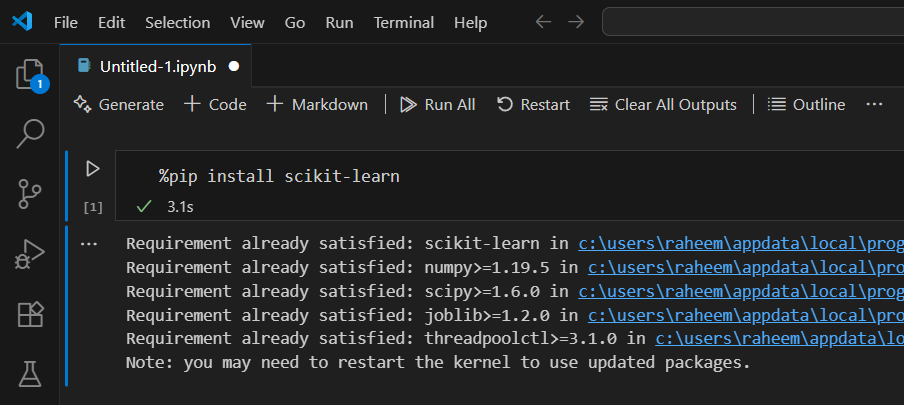 File Edit Selection View Go Run Terminal Help
1
Untitled-1.ipynb
Generate Code Markdown Run All Restart Clear All Outputs Outline ...
%pip install scikit-learn
[1] 3.1s
Requirement already satisfied: scikit-learn in c:\users\raheem\appdata\local\prog
Requirement already satisfied: numpy>=1.19.5 in c:\users\raheem\appdata\local\pro
Requirement already satisfied: scipy>=1.6.0 in c:\users\raheem\appdata\local\prog
Requirement already satisfied: joblib>=1.2.0 in c:\users\raheem\appdata\local\pro
Requirement already satisfied: threadpoolctl>=3.1.0 in c:\users\raheem\appdata\lo
Note: you may need to restart the kernel to use updated packages.